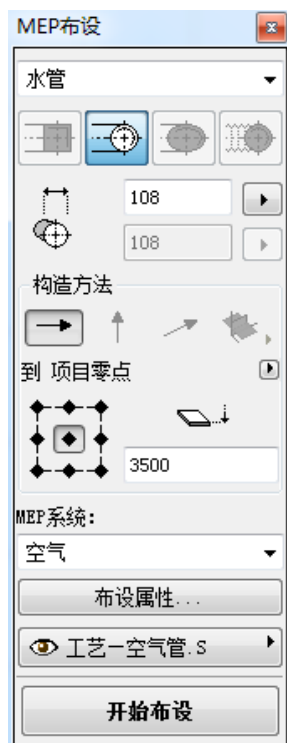 MEP布设
水管
108
108
构造方法
到 项目零点
3500
MEP系统:
空气
布设属性...
工艺-空气管.S
开始布设